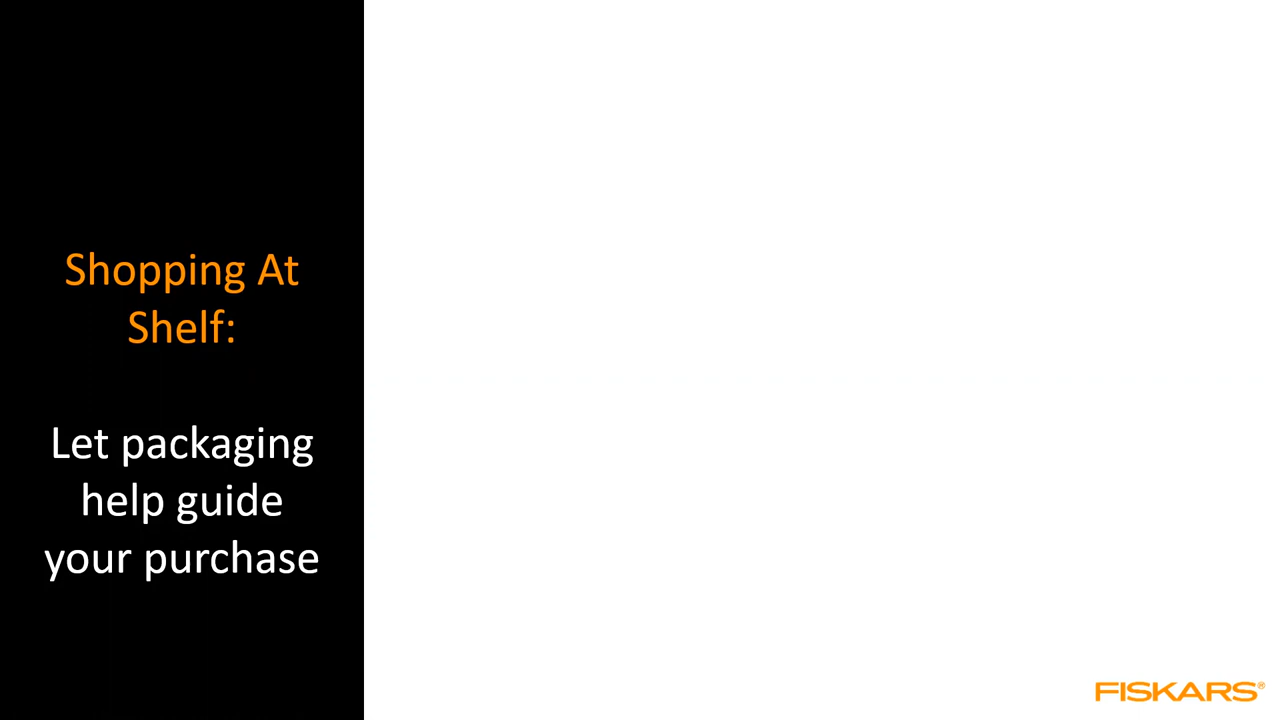 Shopping At
Shelf:
Let packaging
help guide
your purchase
FISKARS®